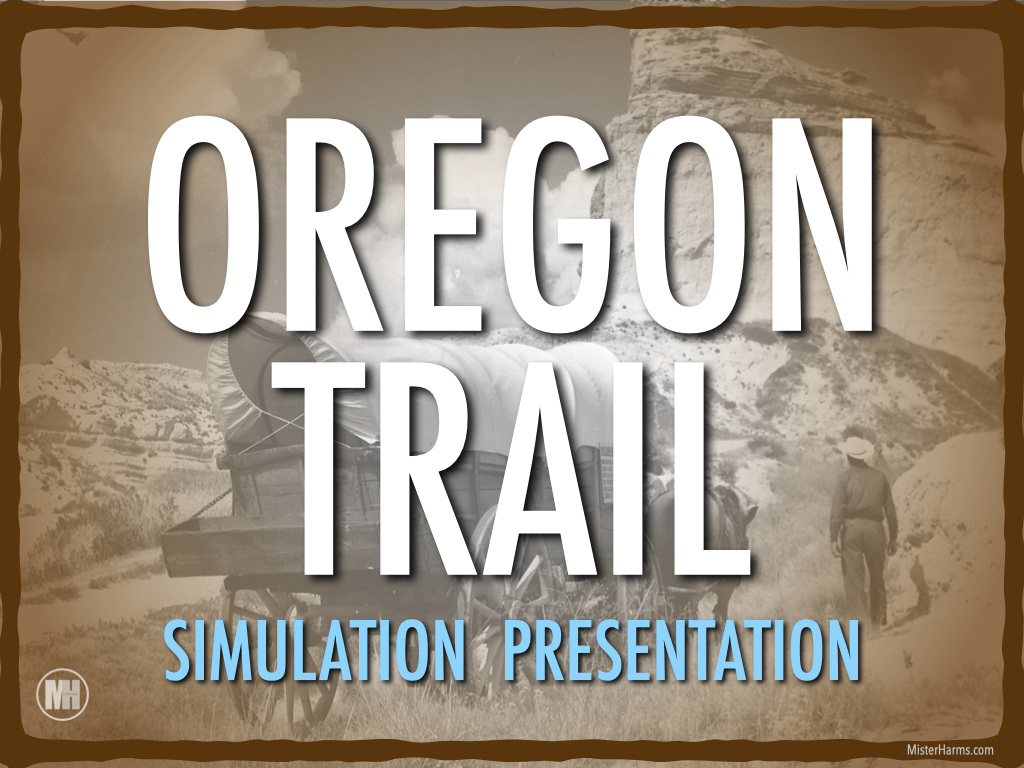 OREGON
TRAIL
SIMULATION PRESENTATION
MH
MisterHarms.com